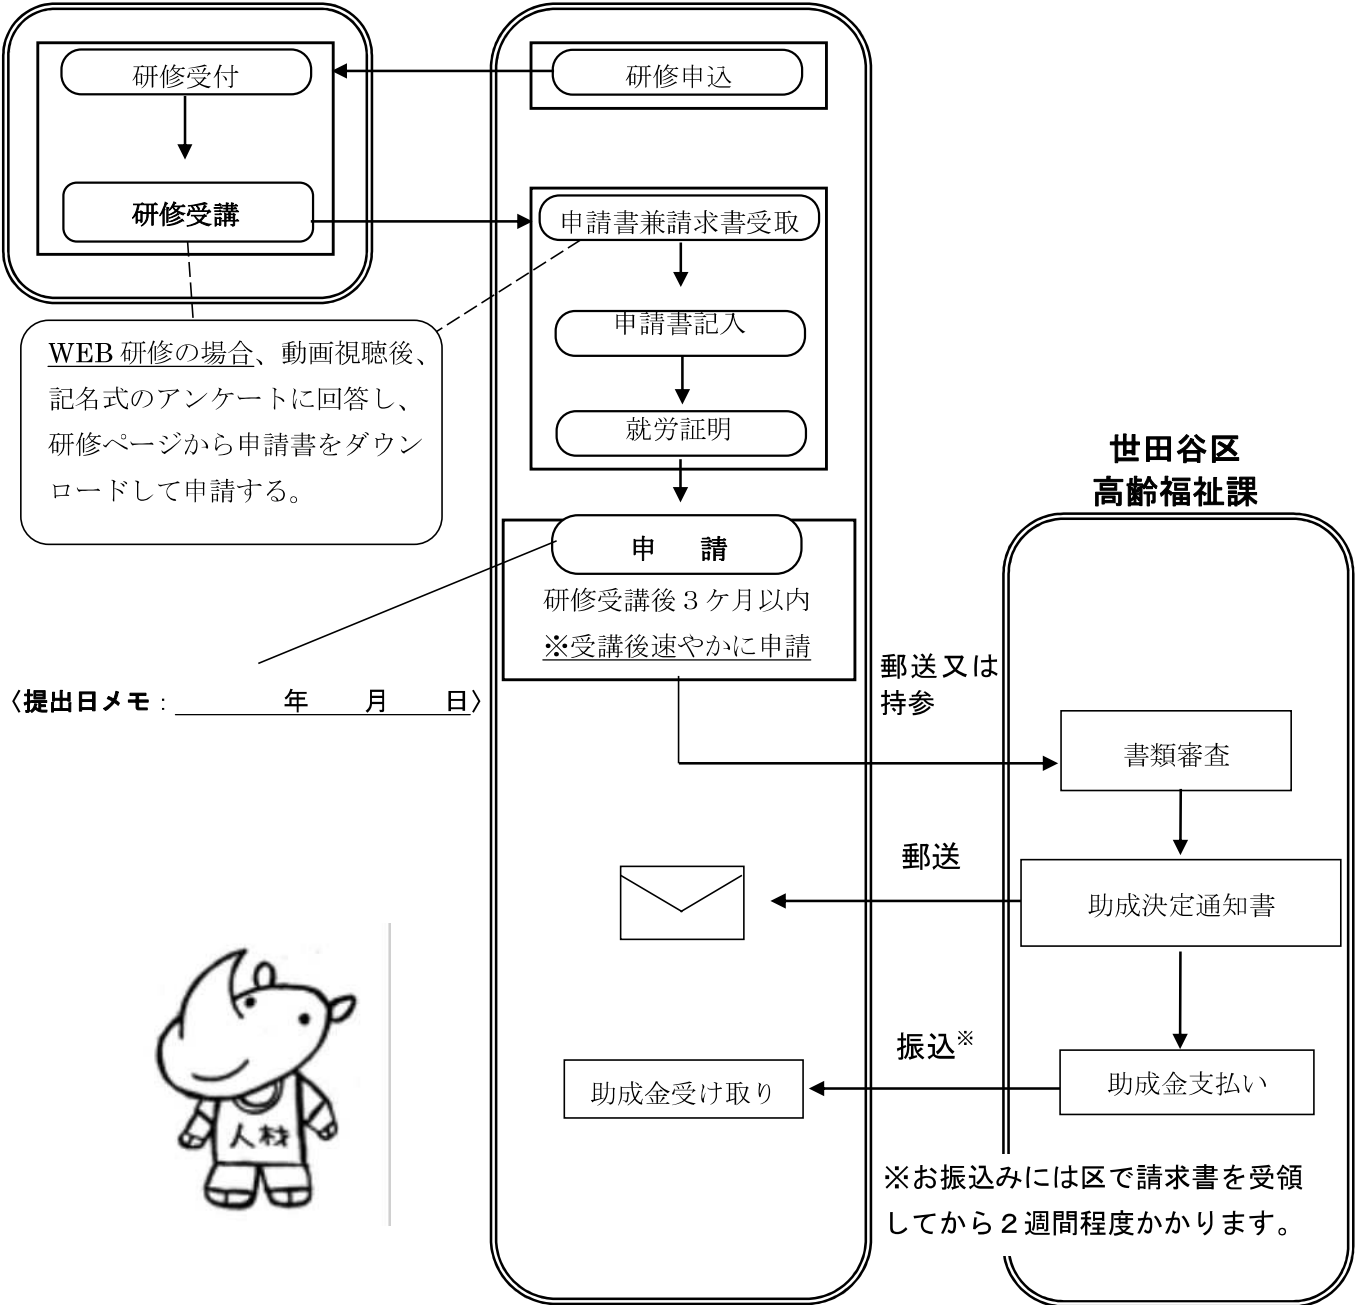 研修受付
研修申込
研修受講
申請書兼請求書受取
申請書記入
就労証明
WEB 研修の場合、動画視聴後、
記名式のアンケートに回答し、
研修ページから申請書をダウン
ロードして申請する。
申　請
研修受講後３ケ月以内
※受講後速やかに申請
〈提出日メモ：　　　年　　月　　日〉
世田谷区
高齢福祉課
郵送又は
持参
書類審査
郵送
助成決定通知書
振込※
助成金受け取り
助成金支払い
※お振込みには区で請求書を受領
してから２週間程度かかります。
人材